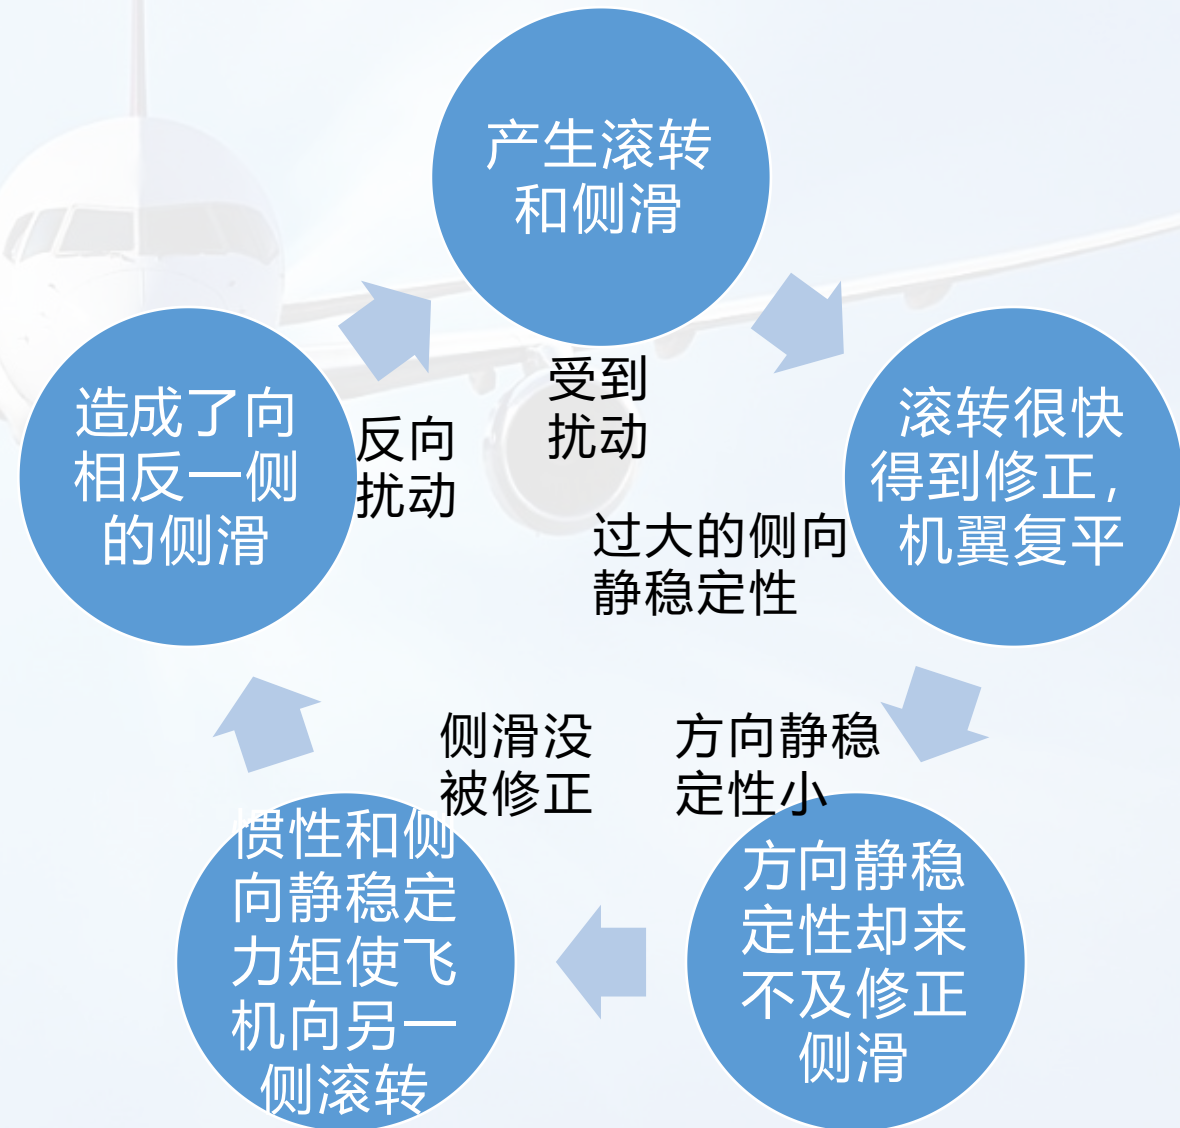 产生滚转
和侧滑
受到
扰动
滚转很快
得到修正，
机翼复平
过大的侧向
静稳定性
方向静稳
定性小
方向静稳
定性却来
不及修正
侧滑
侧滑没
被修正
惯性和侧
向静稳定
力矩使飞
机向另一
侧滚转
造成了向
相反一侧
的侧滑
反向
扰动